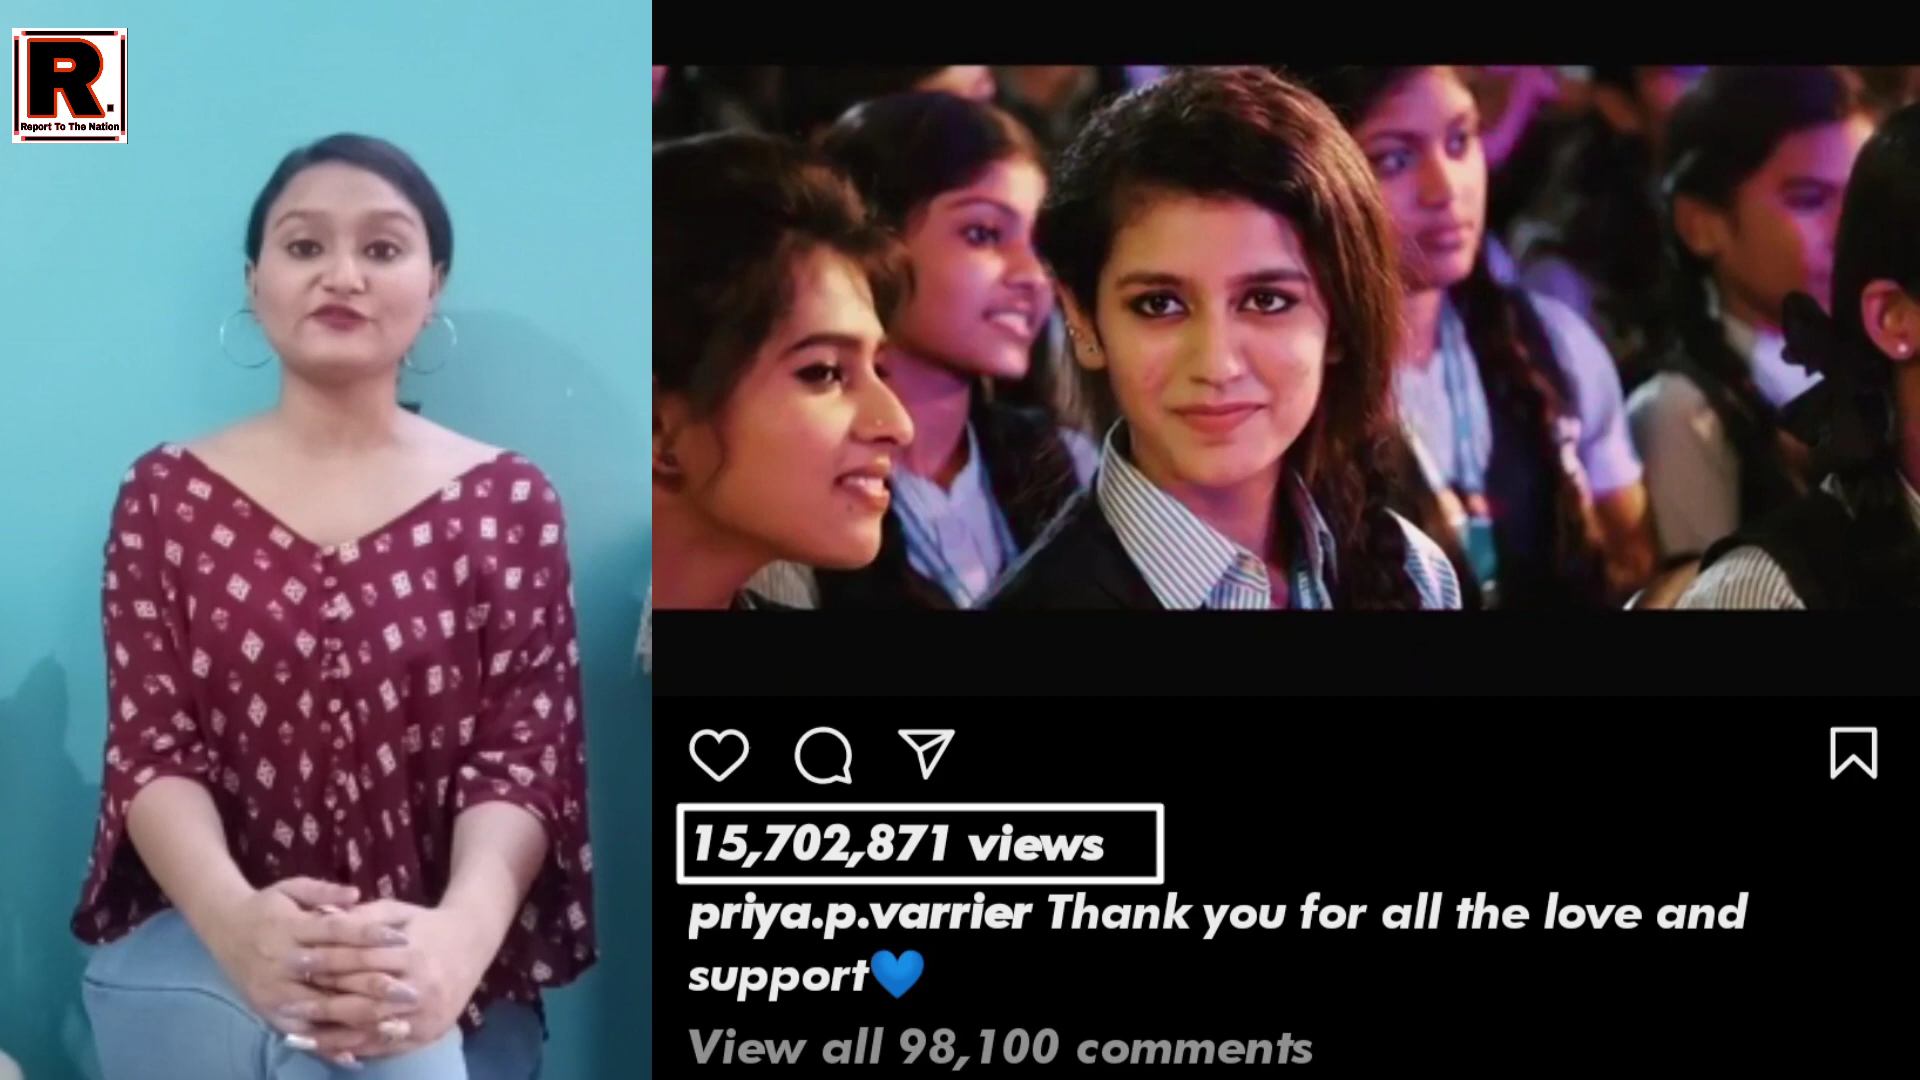 R.
Report To The Nation
15,702,871 views
priya.p.varrier Thank you for all the love and
support💙
View all 98,100 comments